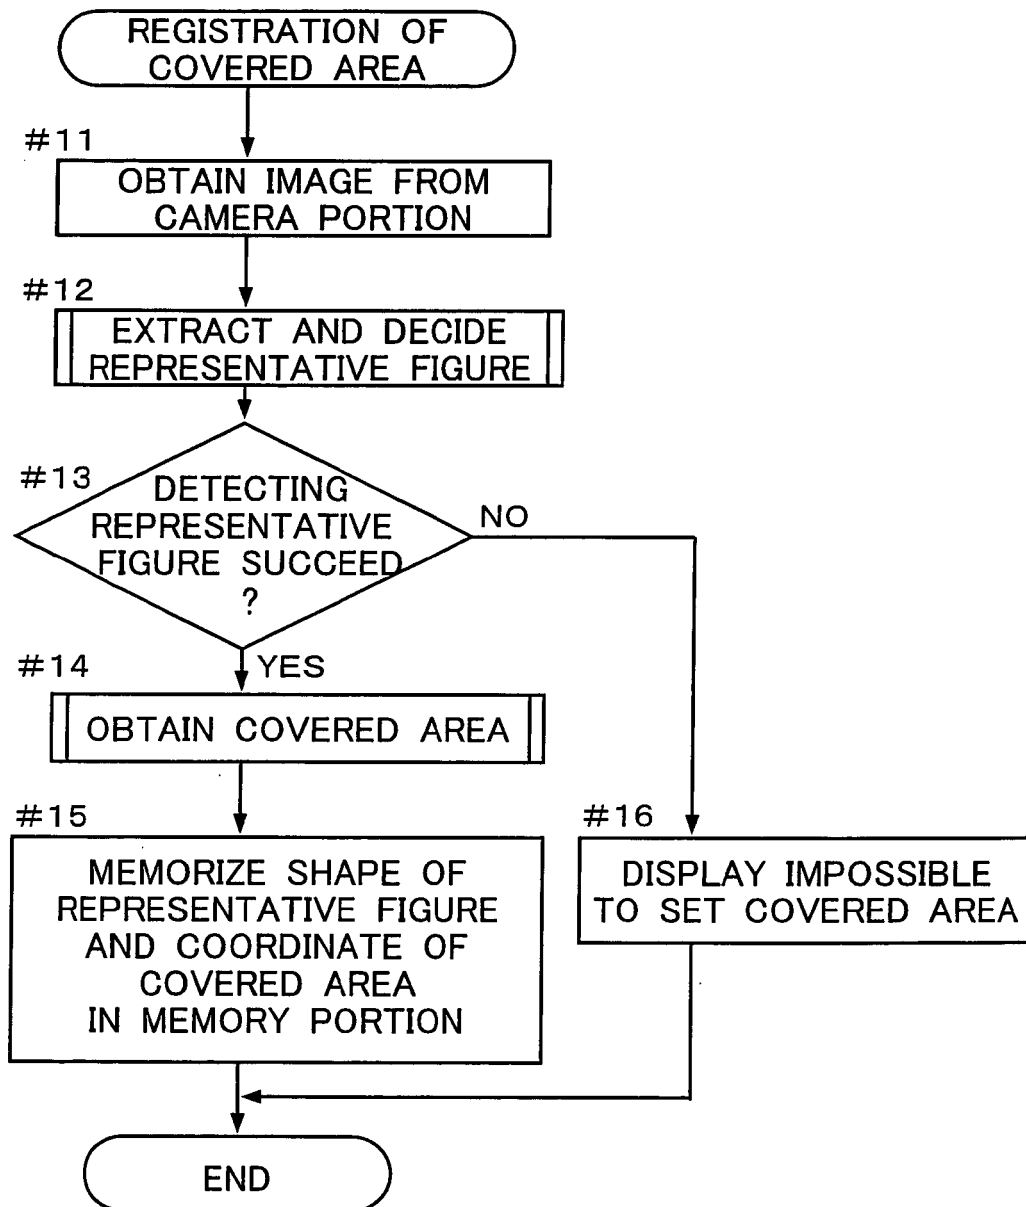 REGISTRATION OF
COVERED AREA
#11
OBTAIN IMAGE FROM
CAMERA PORTION
#12
EXTRACT AND DECIDE
REPRESENTATIVE FIGURE
#13
DETECTING
REPRESENTATIVE
FIGURE SUCCEED
?
NO
YES
#14
OBTAIN COVERED AREA
#15
MEMORIZE SHAPE OF
REPRESENTATIVE FIGURE
AND COORDINATE OF
COVERED AREA
IN MEMORY PORTION
#16
DISPLAY IMPOSSIBLE
TO SET COVERED AREA
END